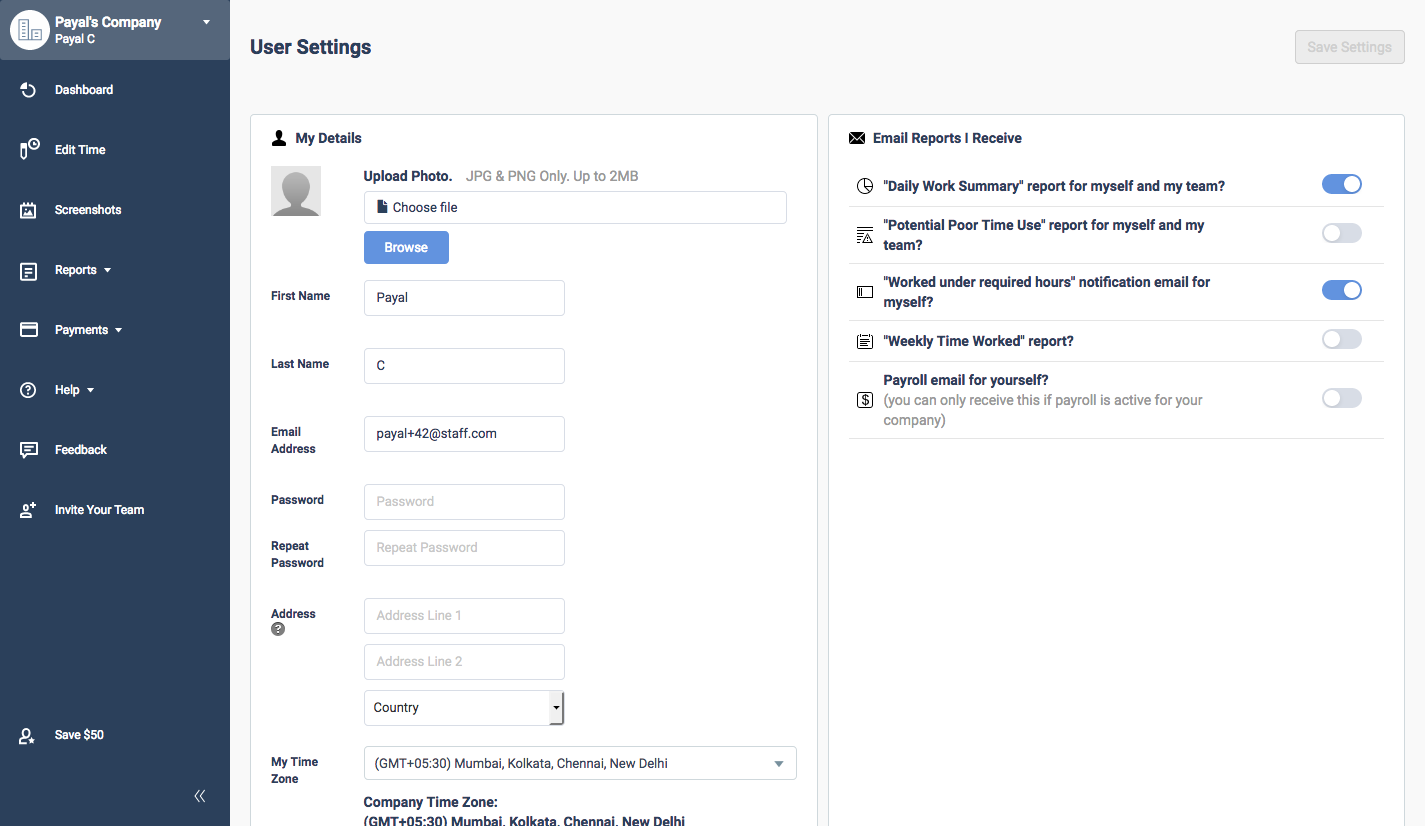 Payal's Company
Payal C
Dashboard
Edit Time
Screenshots
Reports
Payments
Help
Feedback
Invite Your Team
Save $50
User Settings
Save Settings
My Details
Upload Photo. JPG & PNG Only. Up to 2MB
Choose file
Browse
First Name
Payal
Last Name
C
Email
Address
payal+42@staff.com
Password
Password
Repeat
Password
Repeat Password
Address
Address Line 1
Address Line 2
Country
My Time
Zone
(GMT+05:30) Mumbai, Kolkata, Chennai, New Delhi
Company Time Zone:
(GMT+05:30) Mumbai, Kolkata, Chennai, New Delhi
Email Reports I Receive
"Daily Work Summary" report for myself and my team?
"Potential Poor Time Use" report for myself and my
team?
"Worked under required hours" notification email for
myself?
"Weekly Time Worked" report?
Payroll email for yourself?
(you can only receive this if payroll is active for your
company)